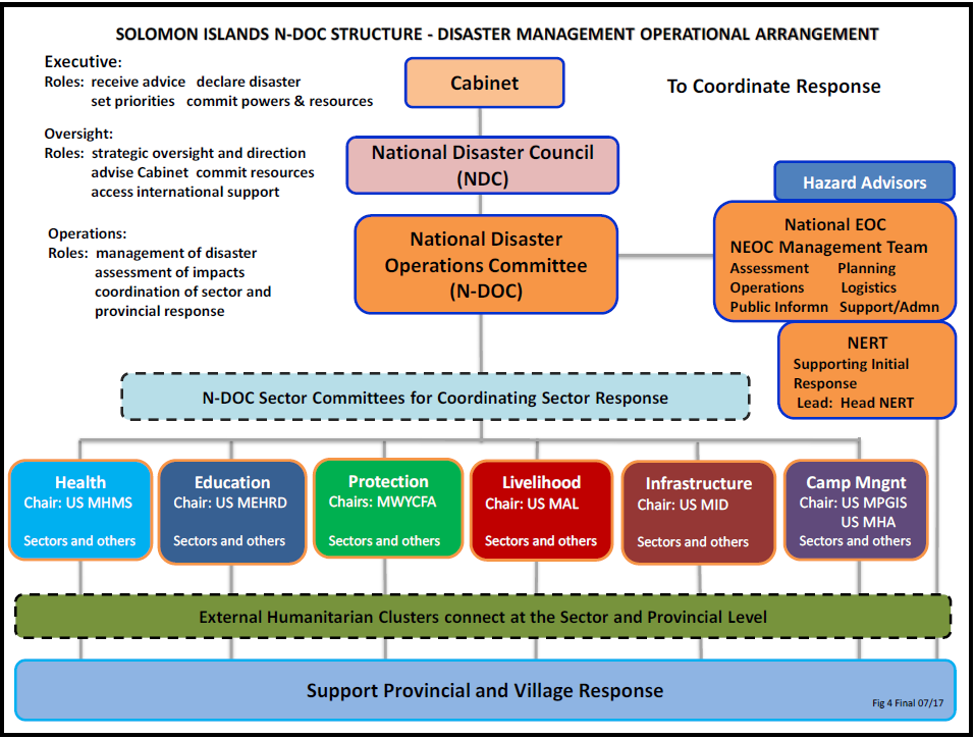 SOLOMON ISLANDS N-DOC STRUCTURE - DISASTER MANAGEMENT OPERATIONAL ARRANGEMENT
Executive:
Roles: receive advice declare disaster
set priorities commit powers & resources
Cabinet
To Coordinate Response
Oversight:
Roles: strategic oversight and direction
advise Cabinet commit resources
access international support
National Disaster Council
(NDC)
Hazard Advisors
Operations:
Roles: management of disaster
assessment of impacts
coordination of sector and
provincial response
National Disaster
Operations Committee
(N-DOC)
National EOC
NEOC Management Team
Assessment Planning
Operations Logistics
Public Informn Support/Admn
NERT
Supporting Initial
Response
Lead: Head NERT
N-DOC Sector Committees for Coordinating Sector Response
Health
Chair: US MHMS
Sectors and others
Education
Chair: US MEHRD
Sectors and others
Protection
Chairs: MWYCFA
Sectors and others
Livelihood
Chair: US MAL
Sectors and others
Infrastructure
Chair: US MID
Sectors and others
Camp Mngnt
Chair: US MPGIS
US MHA
Sectors and others
External Humanitarian Clusters connect at the Sector and Provincial Level
Support Provincial and Village Response
Fig 4 Final 07/17